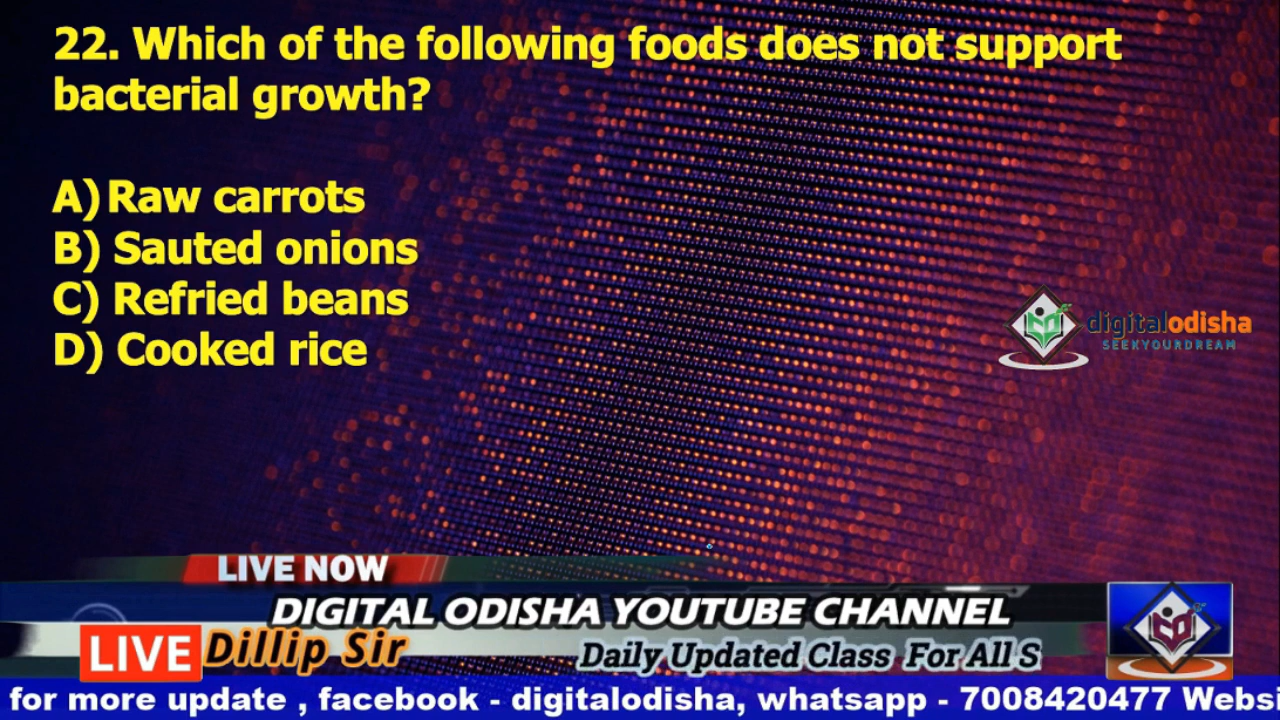 22. Which of the following foods does not support
bacterial growth?
A) Raw carrots
B) Sauted onions
C) Refried beans
D) Cooked rice
digitalodisha
SEEKYOURDREAM
LIVE NOW
DIGITAL ODISHA YOUTUBE CHANNEL
LIVE Dillip Sir
Daily Updated Class For All S
for more update , facebook - digitalodisha, whatsapp - 7008420477 Websi